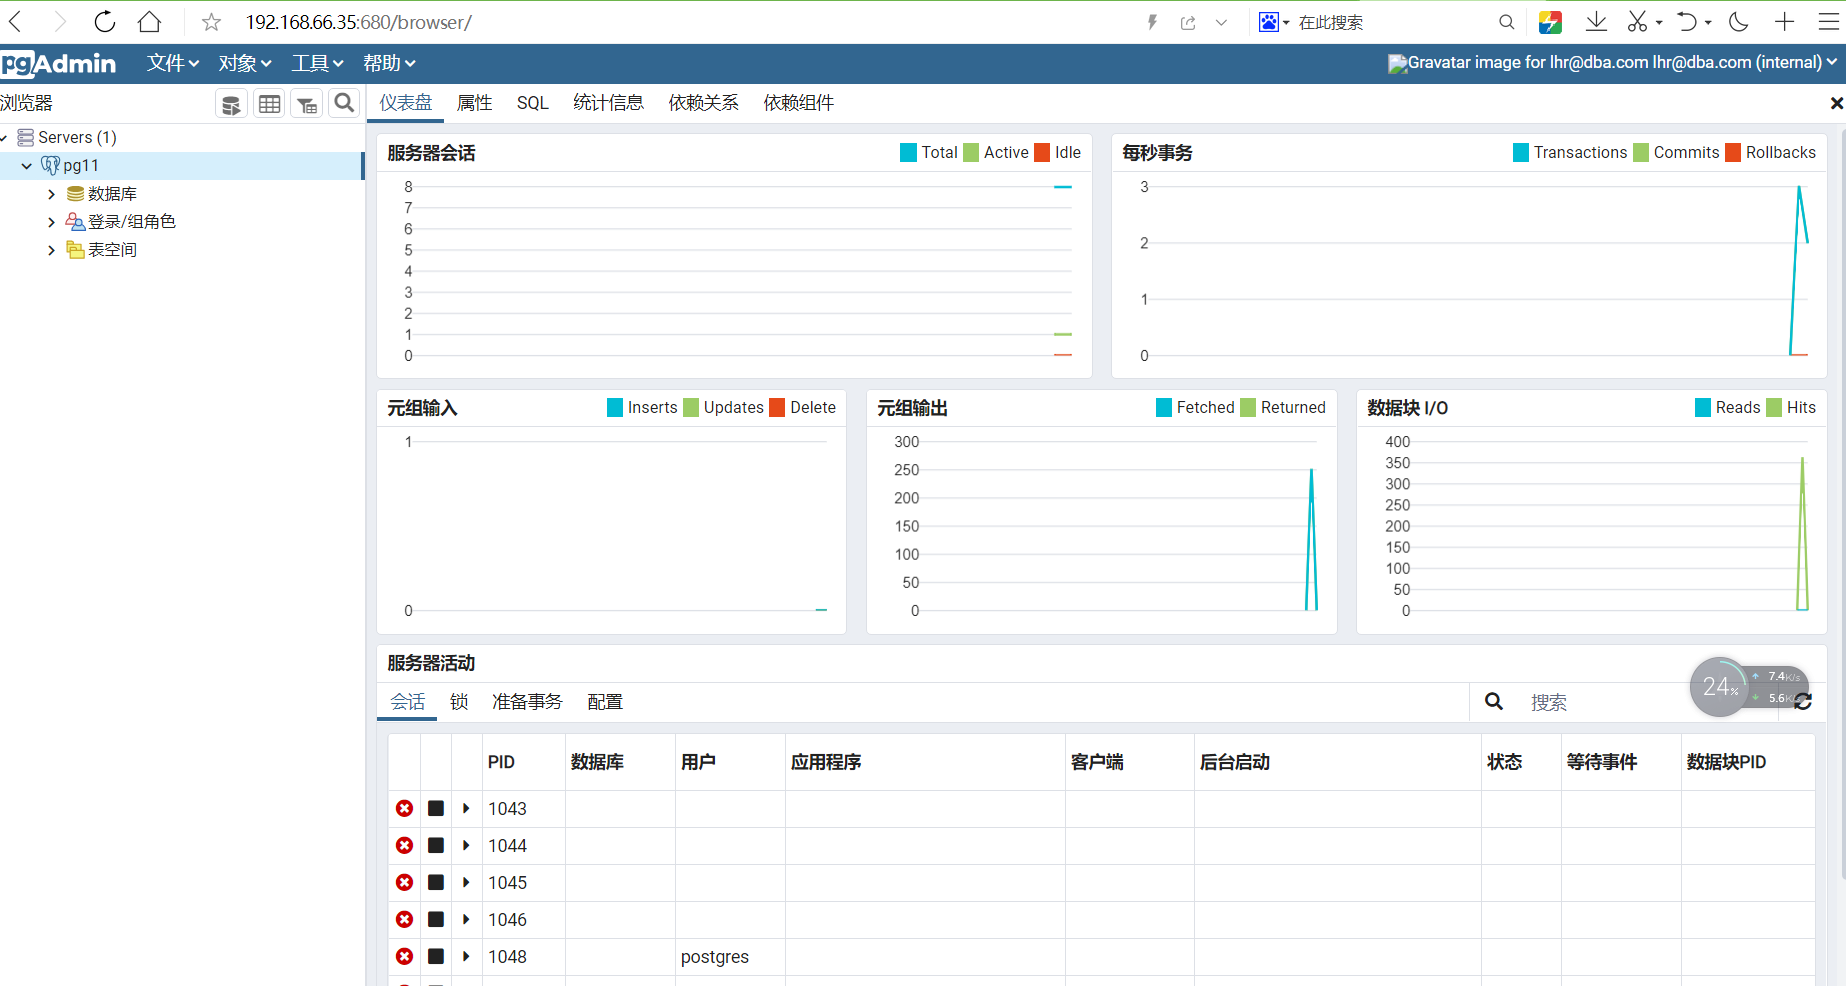 192.168.66.35:680/browser/
在此搜索
pgAdmin
文件
对象
工具
帮助
Gravatar image for lhr@dba.com lhr@dba.com (internal)
浏览器
仪表盘
属性
SQL
统计信息
依赖关系
依赖组件
Servers (1)
pg11
数据库
登录/组角色
表空间
服务器会话
Total
Active
Idle
8
7
6
5
4
3
2
1
0
每秒事务
Transactions
Commits
Rollbacks
3
2
1
0
元组输入
Inserts
Updates
Delete
1
0
元组输出
Fetched
Returned
300
250
200
150
100
50
0
数据块 I/O
Reads
Hits
400
350
300
250
200
150
100
50
0
服务器活动
会话
锁
准备事务
配置
搜索
24%
7.4K/s
5.6K
PID
数据库
用户
应用程序
客户端
后台启动
状态
等待事件
数据块PID
1043
1044
1045
1046
1048
postgres